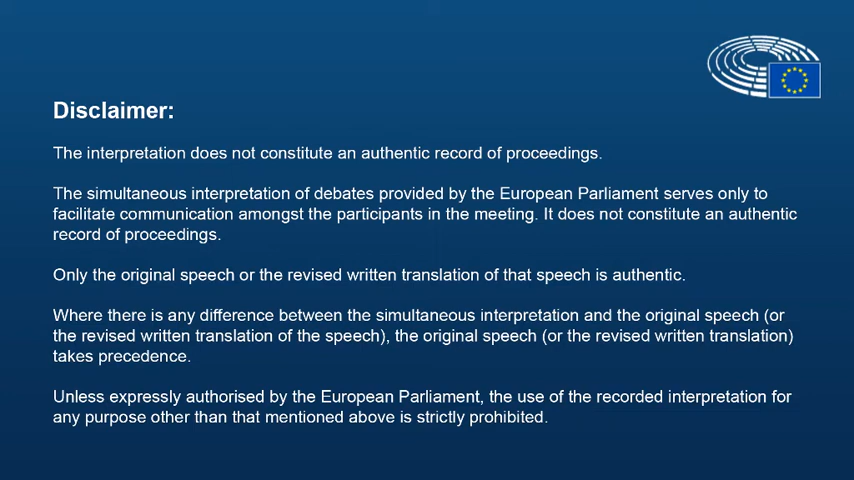 Disclaimer:
The interpretation does not constitute an authentic record of proceedings.
The simultaneous interpretation of debates provided by the European Parliament serves only to
facilitate communication amongst the participants in the meeting. It does not constitute an authentic
record of proceedings.
Only the original speech or the revised written translation of that speech is authentic.
Where there is any difference between the simultaneous interpretation and the original speech (or
the revised written translation of the speech), the original speech (or the revised written translation)
takes precedence.
Unless expressly authorised by the European Parliament, the use of the recorded interpretation for
any purpose other than that mentioned above is strictly prohibited.